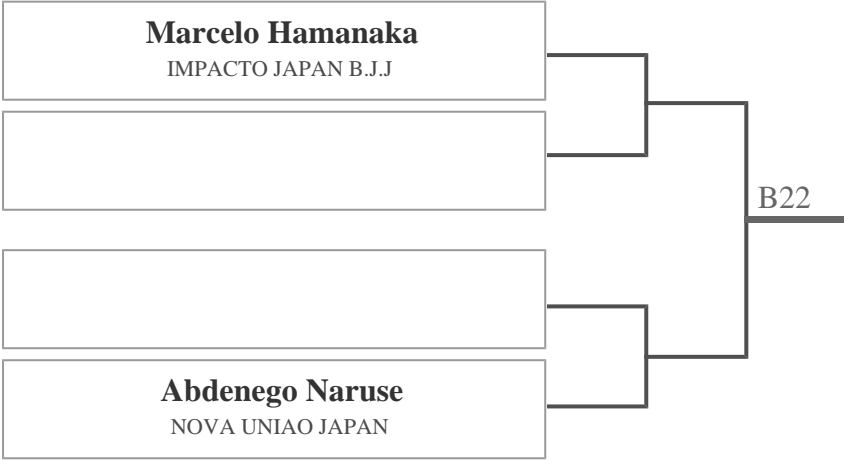 Marcelo Hamanaka
IMPACTO JAPAN B.J.J
B22
Abdenego Naruse
NOVA UNIAO JAPAN